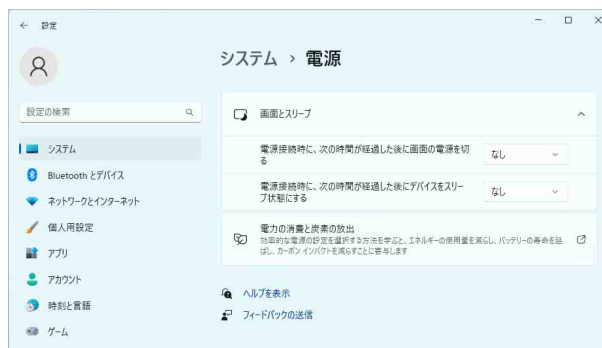 設定
システム › 電源
設定の検索
システム
Bluetooth とデバイス
ネットワークとインターネット
個人用設定
アプリ
アカウント
時刻と言語
ゲーム
画面とスリープ
電源接続時に、次の時間が経過した後に画面の電源を切
る
なし
電源接続時に、次の時間が経過した後にデバイスをスリー
プ状態にする
なし
電力の消費と炭素の放出
効率的な電源の設定を選択する方法を学ぶと、エネルギーの使用量を減らし、バッテリーの寿命を延
ばし、カーボン インパクトを減らすことに寄与します
ヘルプを表示
フィードバックの送信